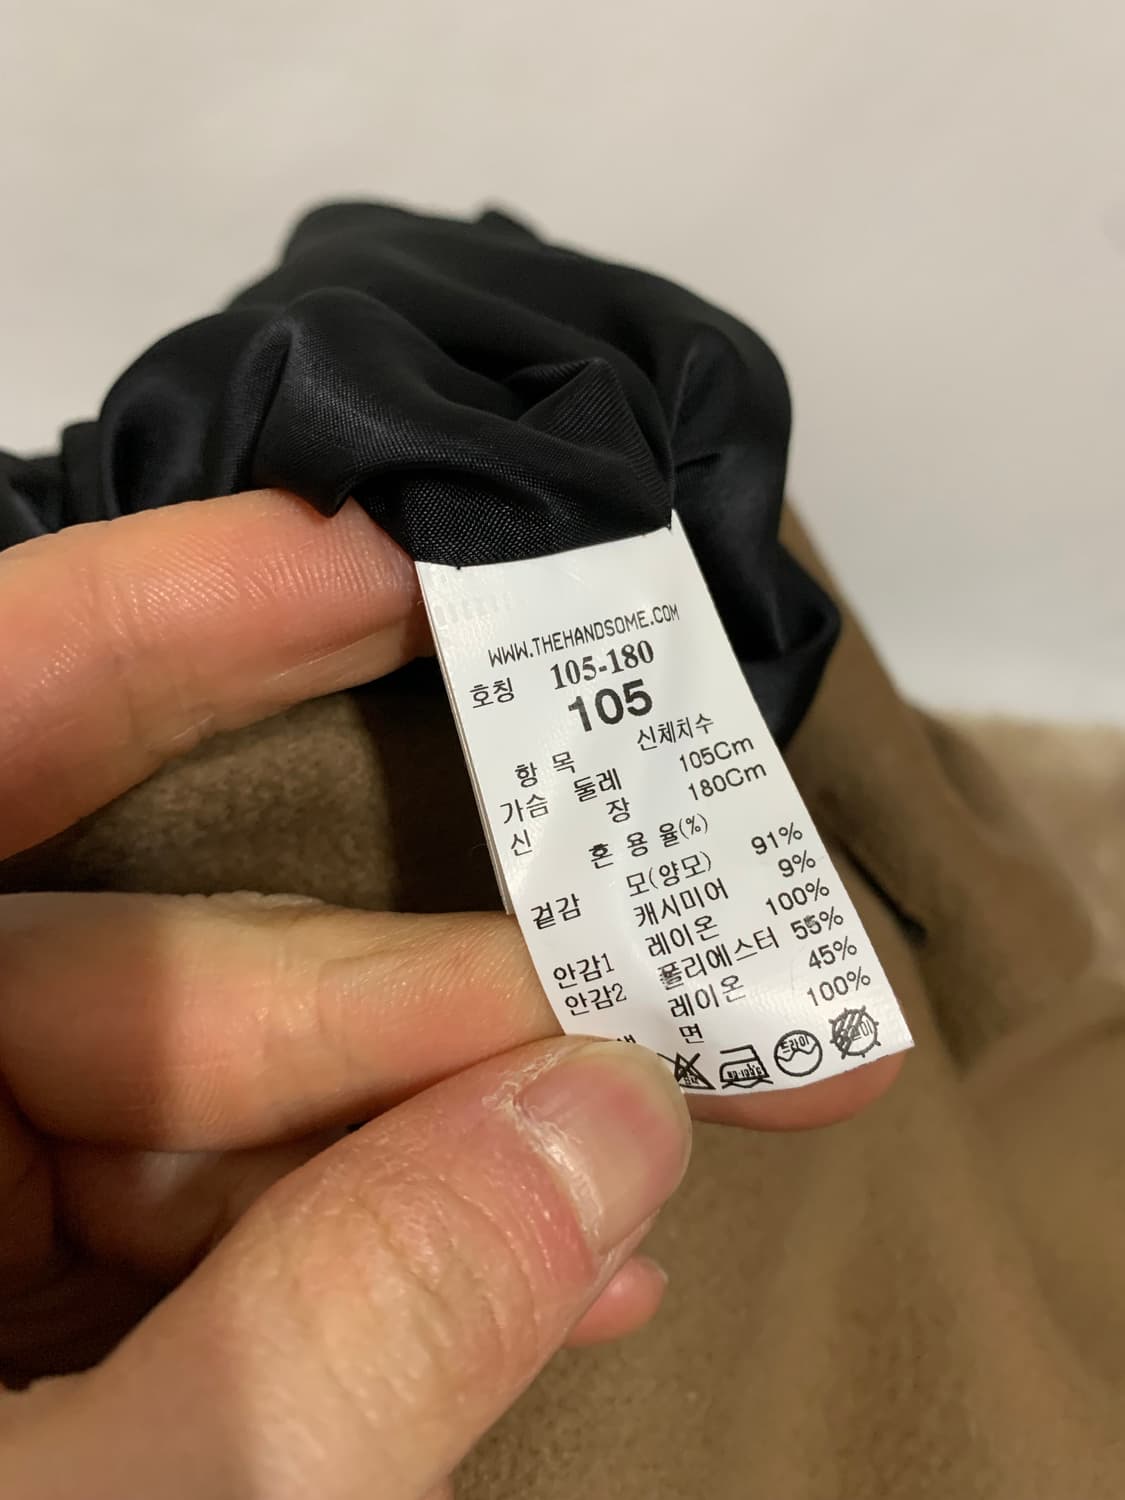 WWW.THEHANDSOME.COM
호칭 105-180
105
항 목 신체치수
가슴 둘레 105Cm
신 장 180Cm
혼 용 율(%)
겉감 모(양모) 91%
캐시미어 9%
안감1 레이온 100%
안감2 폴리에스터 55%
레이온 45%
면 100%
드라이